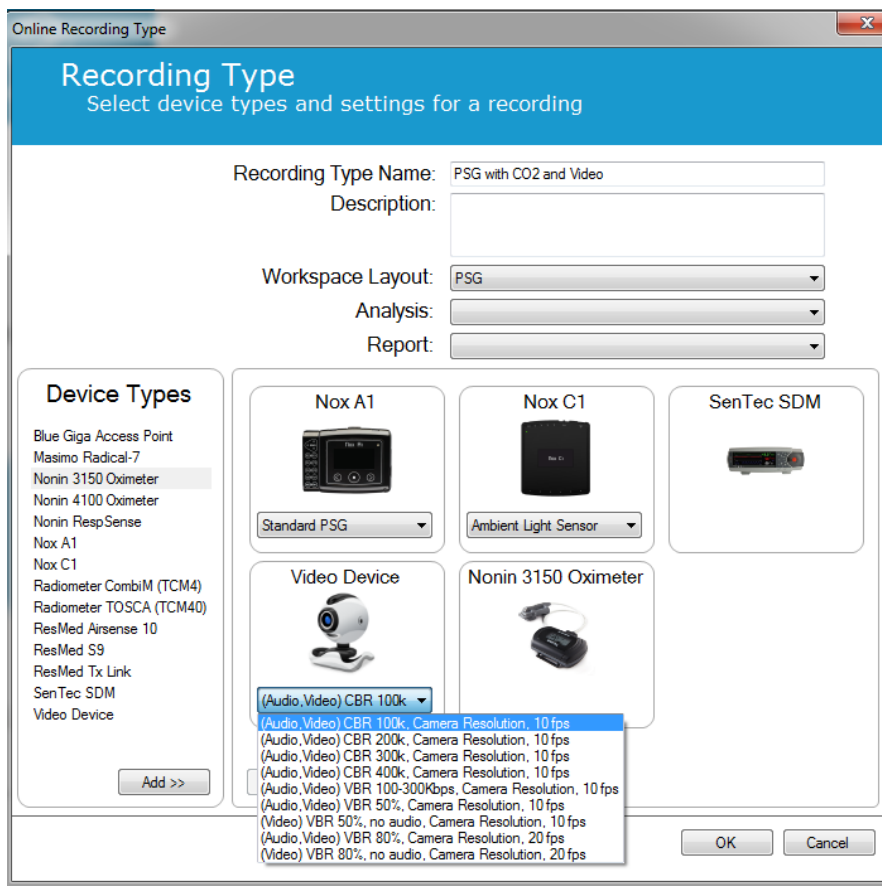 Online Recording Type
Recording Type
Select device types and settings for a recording
Recording Type Name: PSG with CO2 and Video
Description:
Workspace Layout: PSG
Analysis:
Report:
Device Types
Blue Giga Access Point
Masimo Radical-7
Nonin 3150 Oximeter
Nonin 4100 Oximeter
Nonin RespSense
Nox A1
Nox C1
Radiometer CombiM (TCM4)
Radiometer TOSCA (TCM40)
ResMed Airsense 10
ResMed S9
ResMed Tx Link
SenTec SDM
Video Device
Add >>
Nox A1
Nox A1
Standard PSG
Nox C1
Nox C1
Ambient Light Sensor
SenTec SDM
Video Device
(Audio,Video) CBR 100k
Nonin 3150 Oximeter
(Audio,Video) CBR 100k, Camera Resolution, 10 fps
(Audio,Video) CBR 200k, Camera Resolution, 10 fps
(Audio,Video) CBR 300k, Camera Resolution, 10 fps
(Audio,Video) CBR 400k, Camera Resolution, 10 fps
(Audio,Video) VBR 100-300Kbps, Camera Resolution, 10 fps
(Audio,Video) VBR 50%, Camera Resolution, 10 fps
(Video) VBR 50%, no audio, Camera Resolution, 10 fps
(Audio,Video) VBR 80%, Camera Resolution, 20 fps
(Video) VBR 80%, no audio, Camera Resolution, 20 fps
OK Cancel